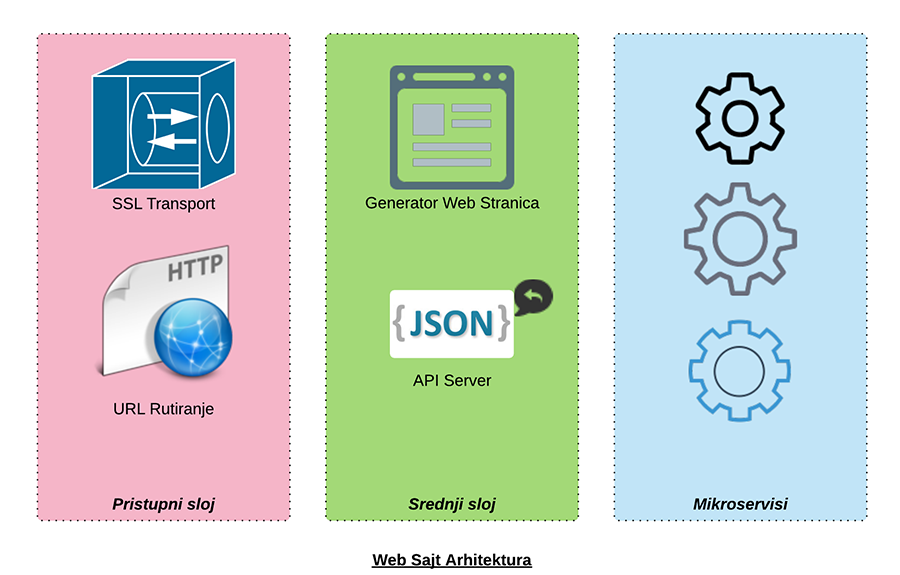 SSL Transport
HTTP
URL Rutiranje
Pristupni sloj
Generator Web Stranica
{JSON}
API Server
Srednji sloj
Mikroservisi
Web Sajt Arhitektura